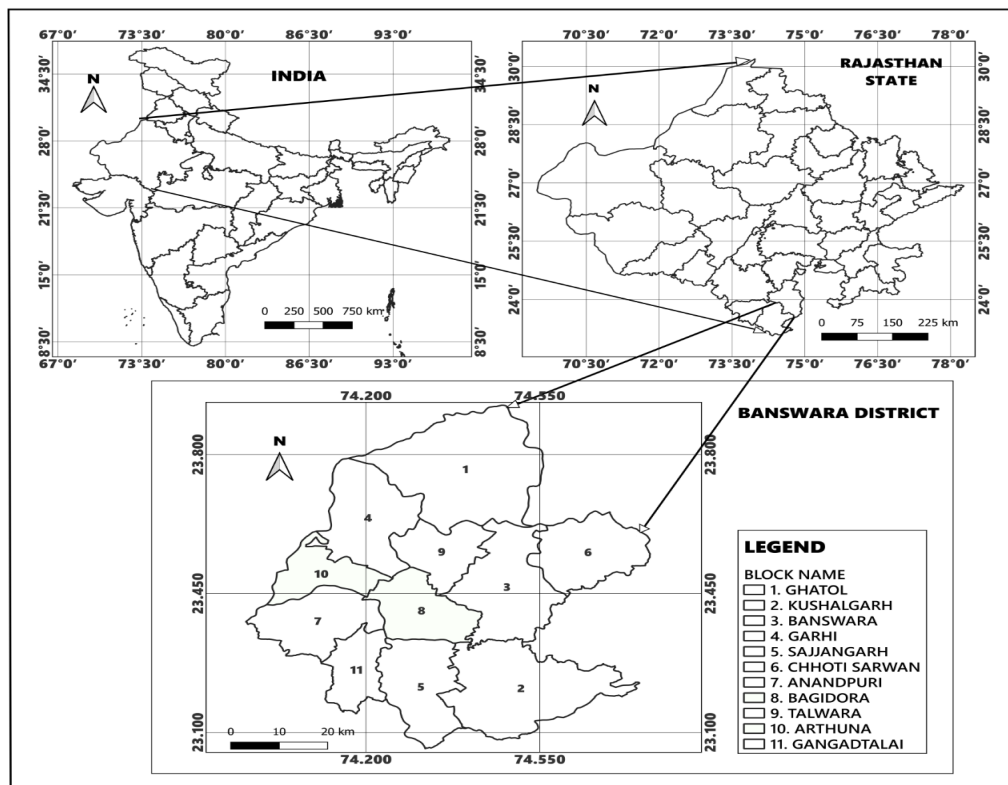 67°0' 73°30' 80°0' 86°30' 93°0'
34°30'
28°0'
21°30'
15°0'
8°30'
N
INDIA
34°30'
28°0'
21°30'
15°0'
8°30'
0 250 500 750 km
67°0' 73°30' 80°0' 86°30' 93°0'
70°30' 72°0' 73°30' 75°0' 76°30' 78°0'
30°0'
28°30'
27°0'
25°30'
24°0'
N
RAJASTHAN
STATE
30°0'
28°30'
27°0'
25°30'
24°0'
0 75 150 225 km
70°30' 72°0' 73°30' 75°0' 76°30' 78°0'
BANSWARA DISTRICT
74.200 74.550
23.800
23.450
23.100
N
1
4
9
6
10
3
8
7
11
5
2
23.800
23.450
23.100
0 10 20 km
74.200 74.550
LEGEND
BLOCK NAME
1. GHATOL
2. KUSHALGARH
3. BANSWARA
4. GARHI
5. SAJJANGARH
6. CHHOTI SARWAN
7. ANANDPURI
8. BAGIDORA
9. TALWARA
10. ARTHUNA
11. GANGADTALAI